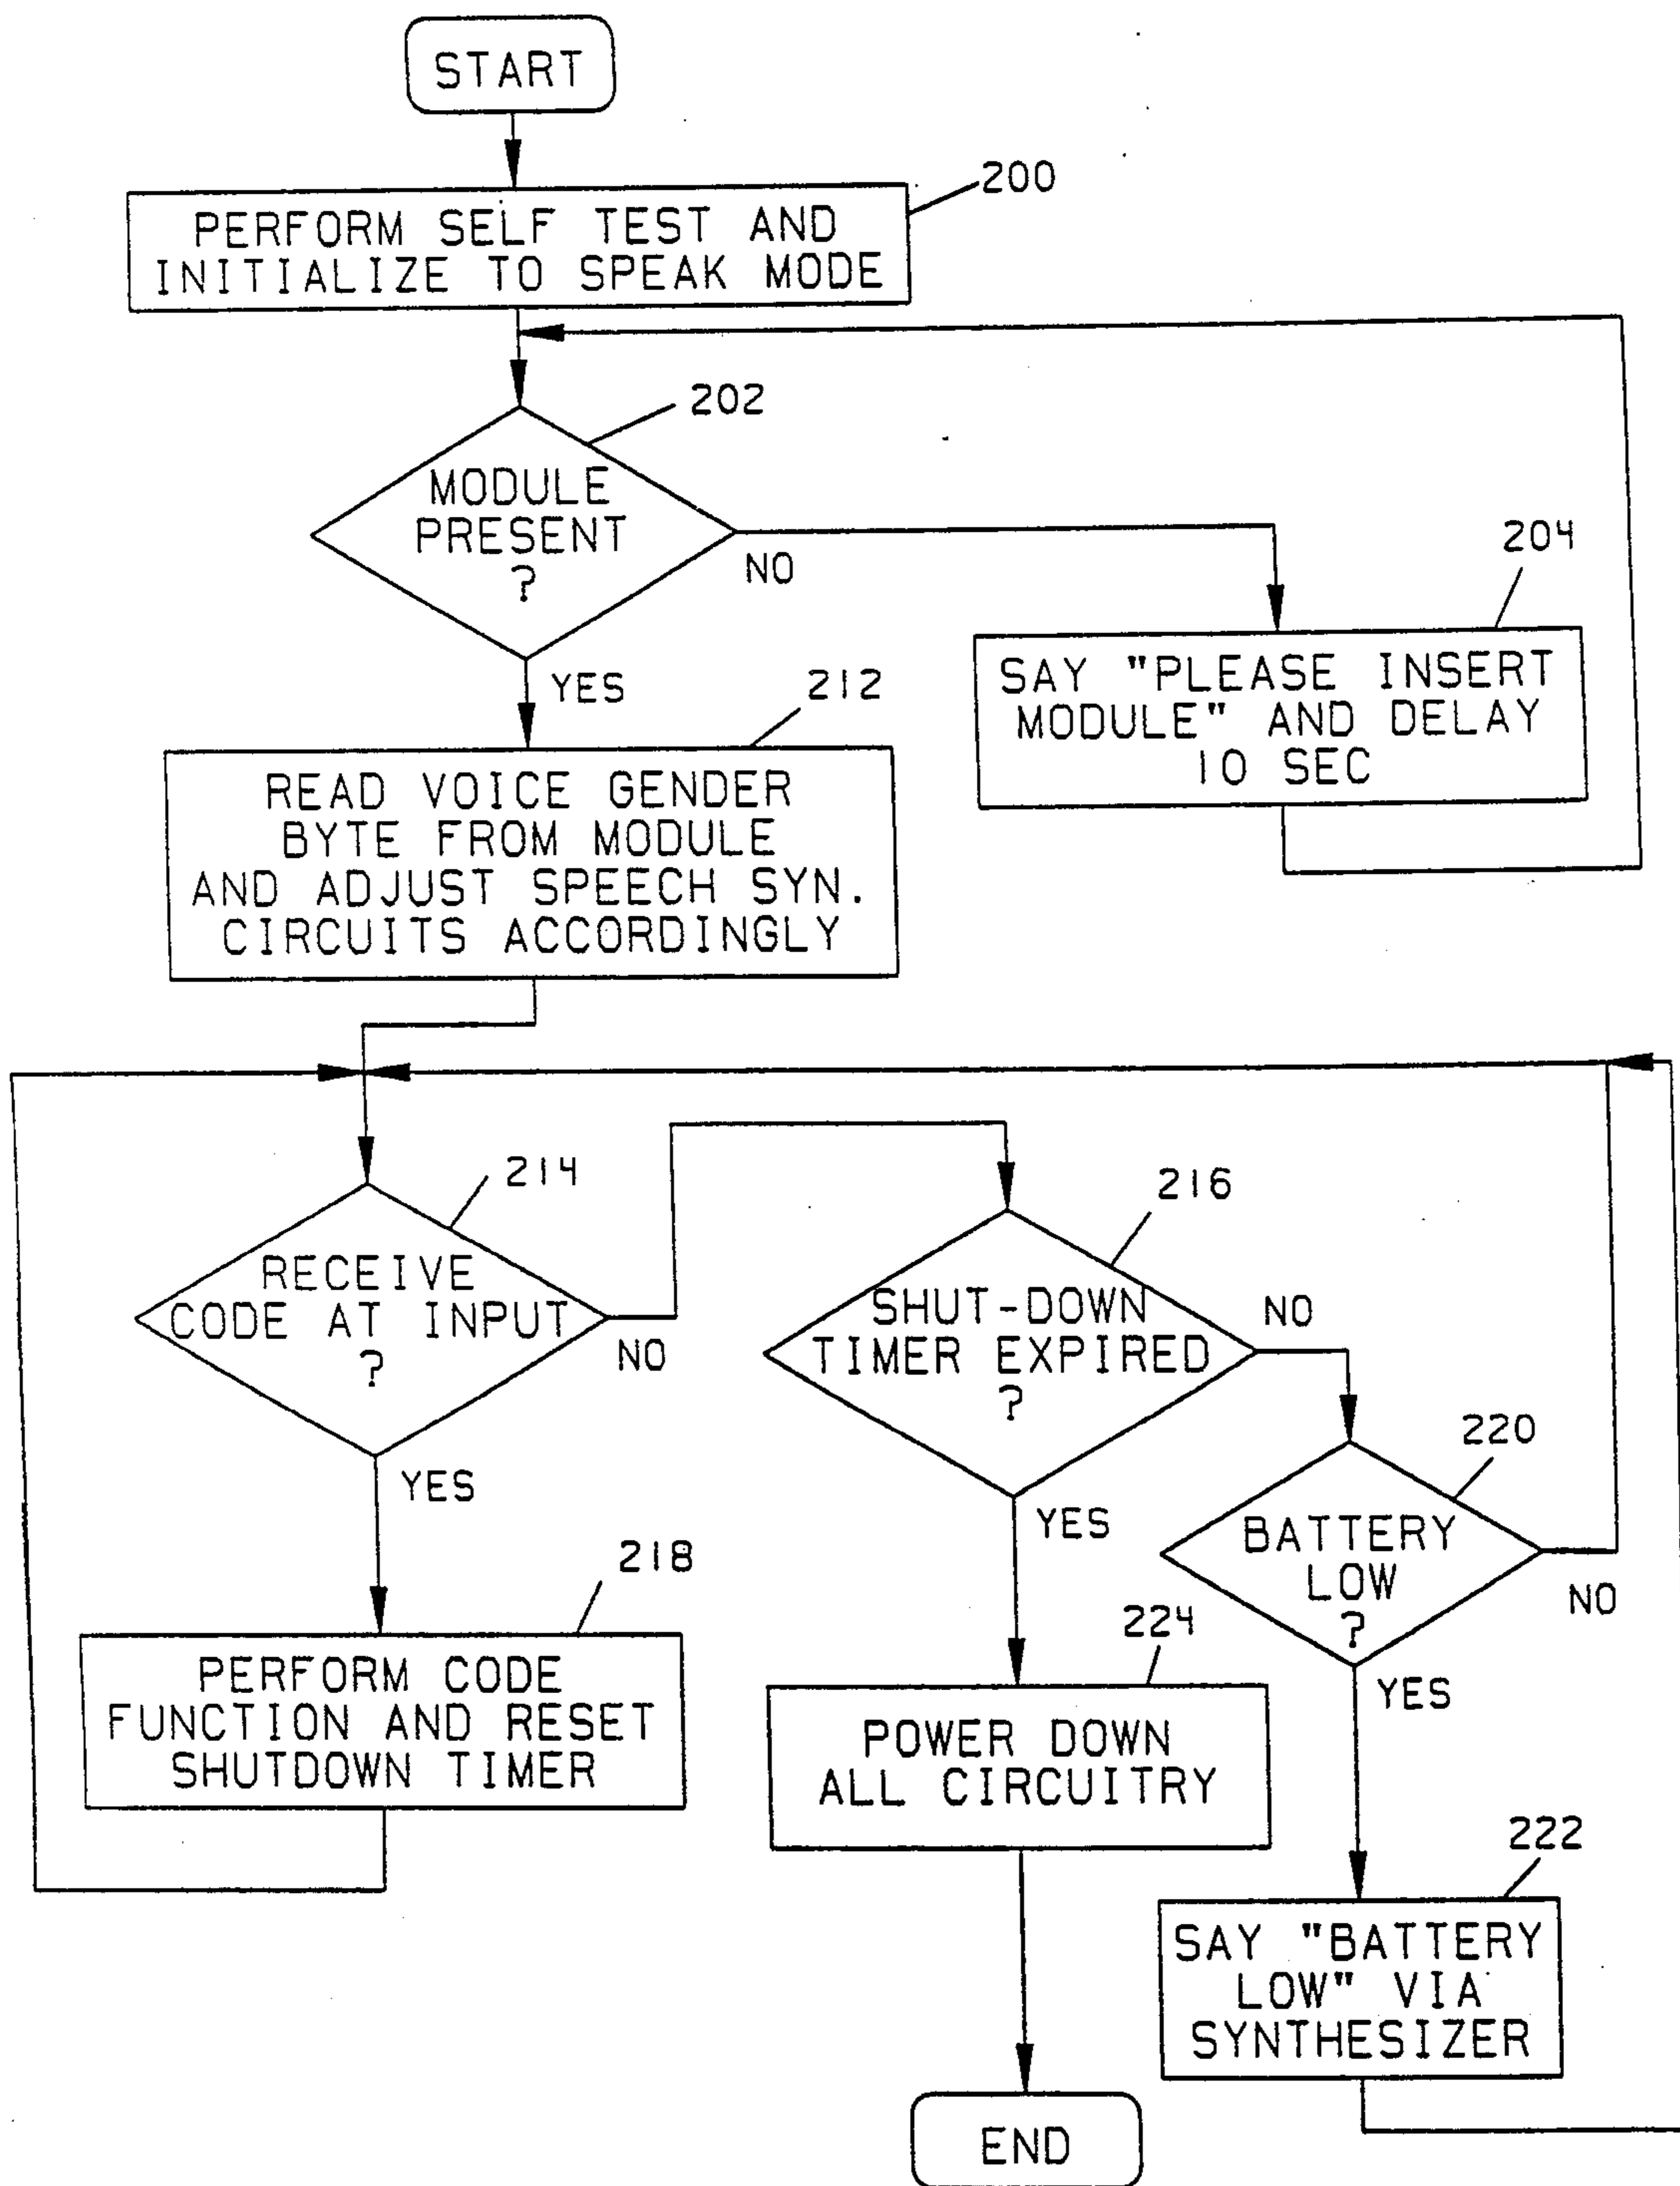 START
200
PERFORM SELF TEST AND
INITIALIZE TO SPEAK MODE
202
MODULE
PRESENT
?
NO
YES
204
SAY "PLEASE INSERT
MODULE" AND DELAY
10 SEC
212
READ VOICE GENDER
BYTE FROM MODULE
AND ADJUST SPEECH SYN.
CIRCUITS ACCORDINGLY
214
RECEIVE
CODE AT INPUT
?
NO
YES
216
SHUT-DOWN
TIMER EXPIRED
?
NO
YES
218
PERFORM CODE
FUNCTION AND RESET
SHUTDOWN TIMER
220
BATTERY
LOW
?
NO
YES
224
POWER DOWN
ALL CIRCUITRY
222
SAY "BATTERY
LOW" VIA
SYNTHESIZER
END